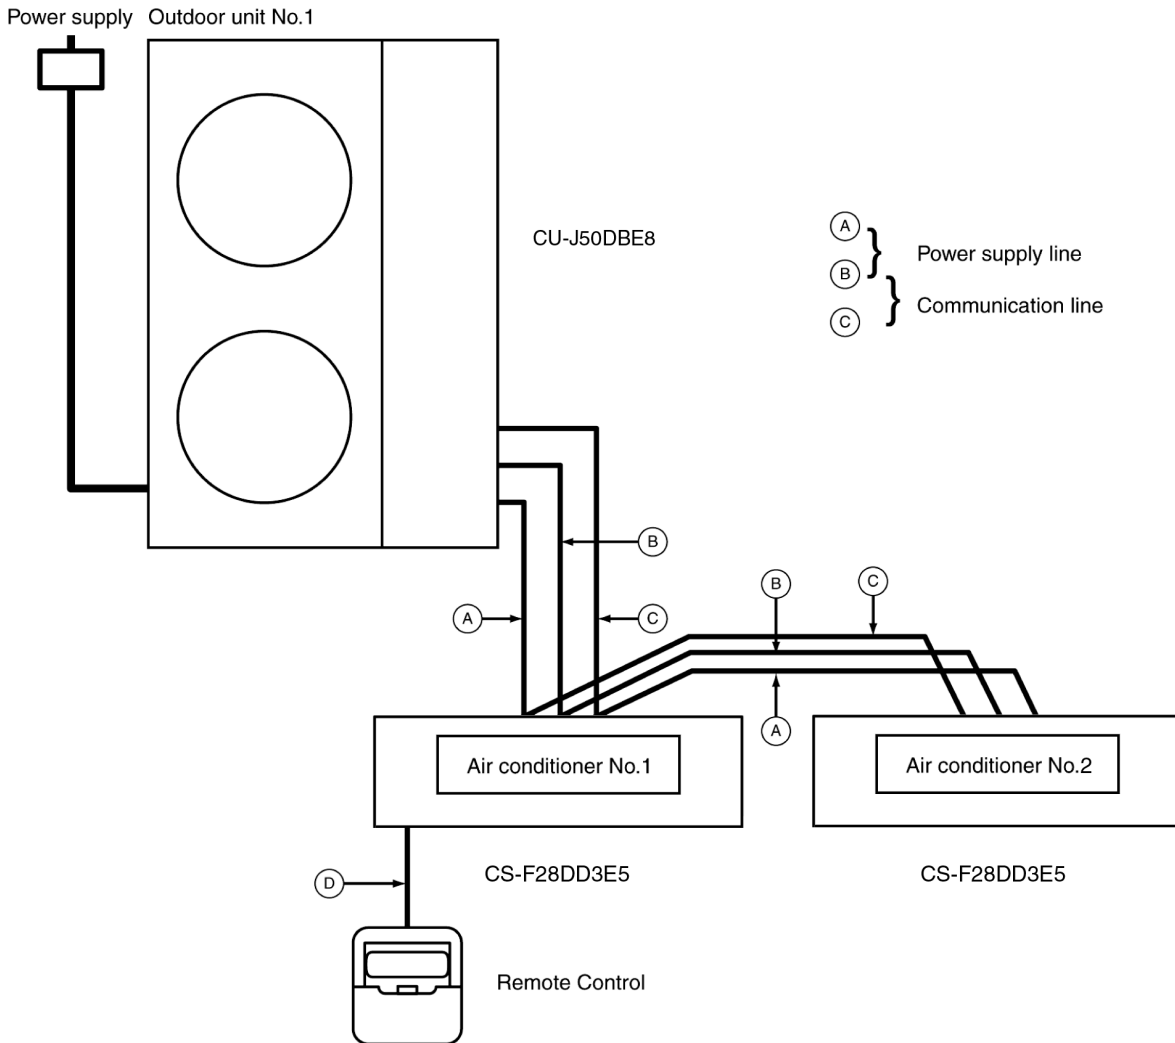 Power supply
Outdoor unit No.1
CU-J50DBE8
A
B
C
Power supply line
Communication line
B
A
C
B
C
A
Air conditioner No.1
Air conditioner No.2
CS-F28DD3E5
CS-F28DD3E5
D
Remote Control